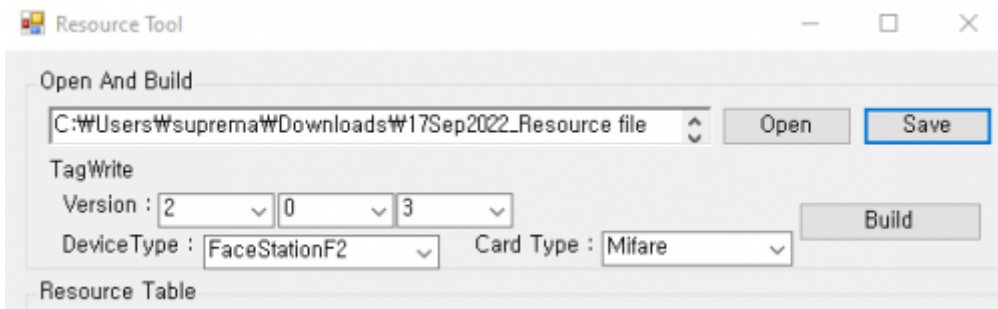 Resource Tool
Open And Build
C:₩Users₩suprema₩Downloads₩17Sep2022_Resource file
Open
Save
TagWrite
Version : 2 0 3
Build
DeviceType : FaceStationF2
Card Type : Mifare
Resource Table